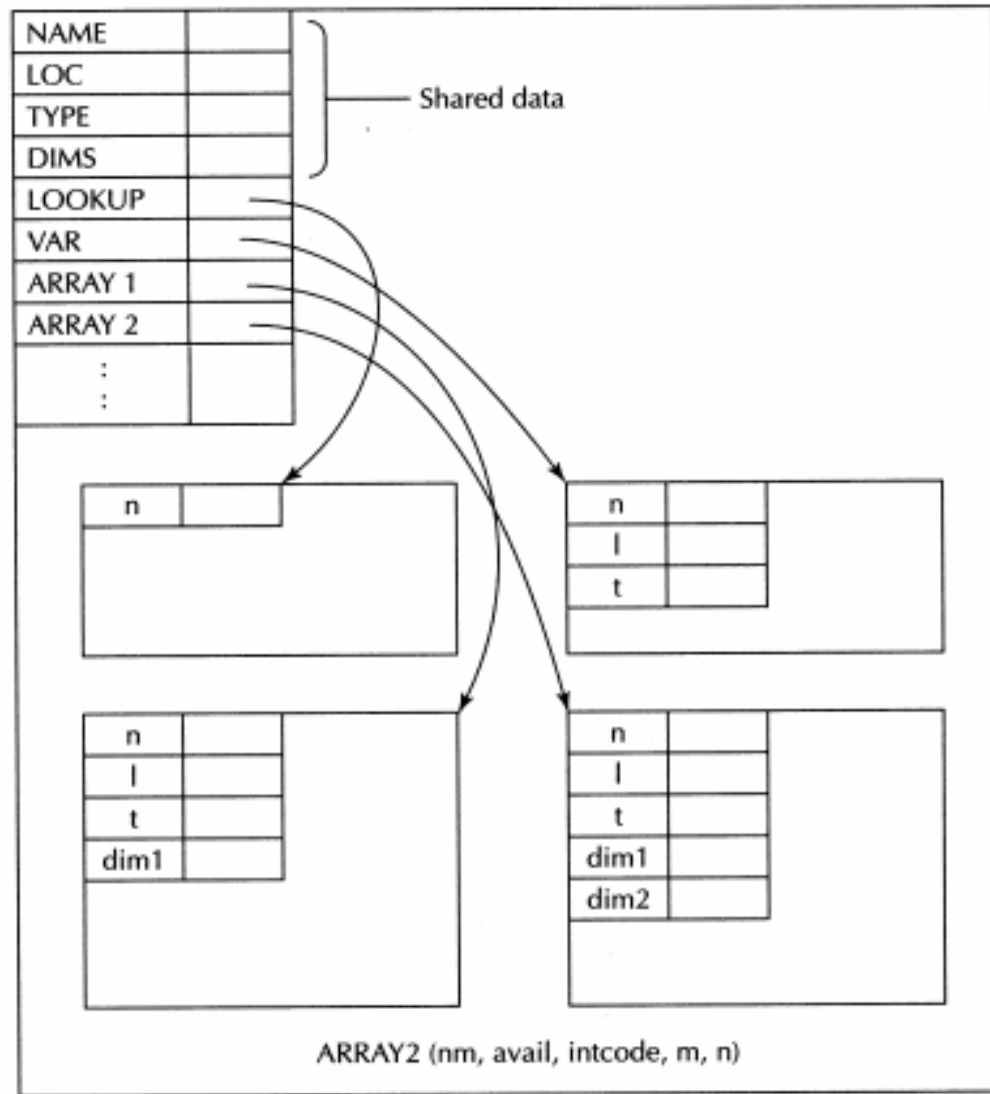 NAME
LOC
TYPE
DIMS
Shared data
LOOKUP
VAR
ARRAY 1
ARRAY 2
:
:
n
n
l
t
n
l
t
dim1
n
l
t
dim1
dim2
ARRAY2 (nm, avail, intcode, m, n)